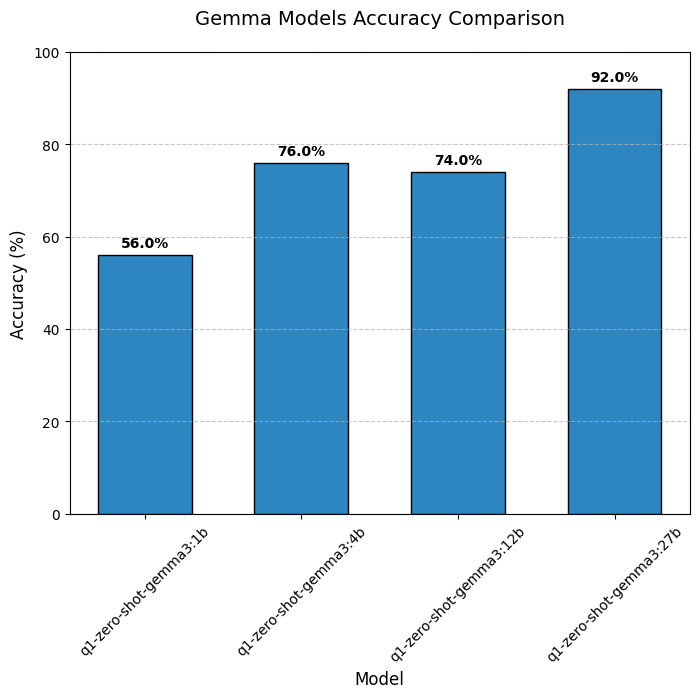 Gemma Models Accuracy Comparison
100
80
60
40
20
0
Accuracy (%)
56.0%
76.0%
74.0%
92.0%
q1-zero-shot-gemma3:1b
q1-zero-shot-gemma3:4b
q1-zero-shot-gemma3:12b
q1-zero-shot-gemma3:27b
Model